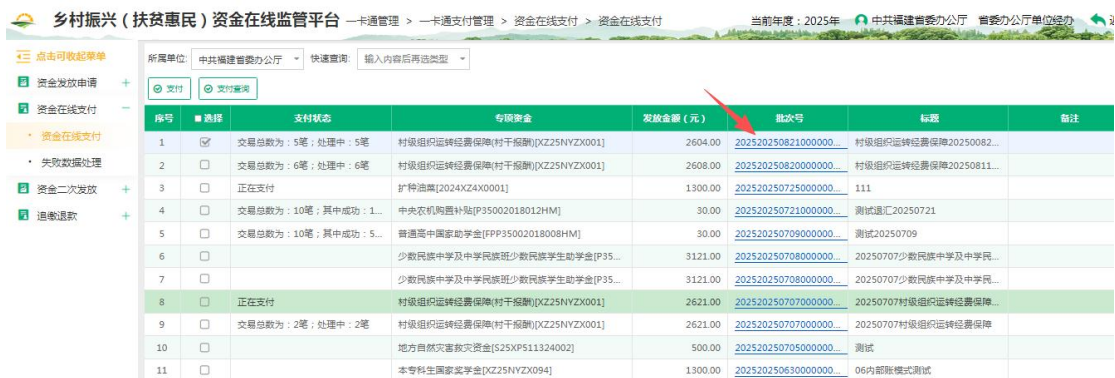 乡村振兴（扶贫惠民）资金在线监管平台 一卡通管理 > 一卡通支付管理 > 资金在线支付 > 资金在线支付 当前年度：2025年 中共福建省委办公厅 省委办公厅单位经办
点击可收起菜单
资金发放申请 +
资金在线支付 −
• 资金在线支付
• 失败数据处理
资金二次发放 +
追缴退款 +
所属单位: 中共福建省委办公厅 快速查询: 输入内容后再选类型
支付 支付查询
序号 选择 支付状态 专项资金 发放金额（元） 批次号 标题 备注
1 交易总数为：5笔；处理中：5笔 村级组织运转经费保障(村干报酬)[XZ25NYZX001] 2604.00 202520250821000000... 村级组织运转经费保障20250082...
2 交易总数为：6笔；处理中：6笔 村级组织运转经费保障(村干报酬)[XZ25NYZX001] 2608.00 202520250820000000... 村级组织运转经费保障20250811...
3 正在支付 扩种油菜[2024XZ4X0001] 1300.00 202520250725000000... 111
4 交易总数为：10笔；其中成功：1... 中央农机购置补贴[P35002018012HM] 30.00 202520250721000000... 测试退汇20250721
5 交易总数为：10笔；其中成功：5... 普通高中国家助学金[FPP35002018008HM] 30.00 202520250709000000... 测试20250709
6 少数民族中学及中学民族班少数民族学生助学金[P35... 3121.00 202520250708000000... 20250707少数民族中学及中学民...
7 少数民族中学及中学民族班少数民族学生助学金[P35... 3121.00 202520250708000000... 20250707少数民族中学及中学民...
8 正在支付 村级组织运转经费保障(村干报酬)[XZ25NYZX001] 2621.00 202520250707000000... 20250707村级组织运转经费保障...
9 交易总数为：2笔；处理中：2笔 村级组织运转经费保障(村干报酬)[XZ25NYZX001] 2621.00 202520250707000000... 20250707村级组织运转经费保障
10 地方自然灾害救灾资金[S25XP511324002] 500.00 202520250705000000... 测试
11 本专科生国家奖学金[XZ25NYZX094] 1300.00 202520250630000000... 06内部账模式测试